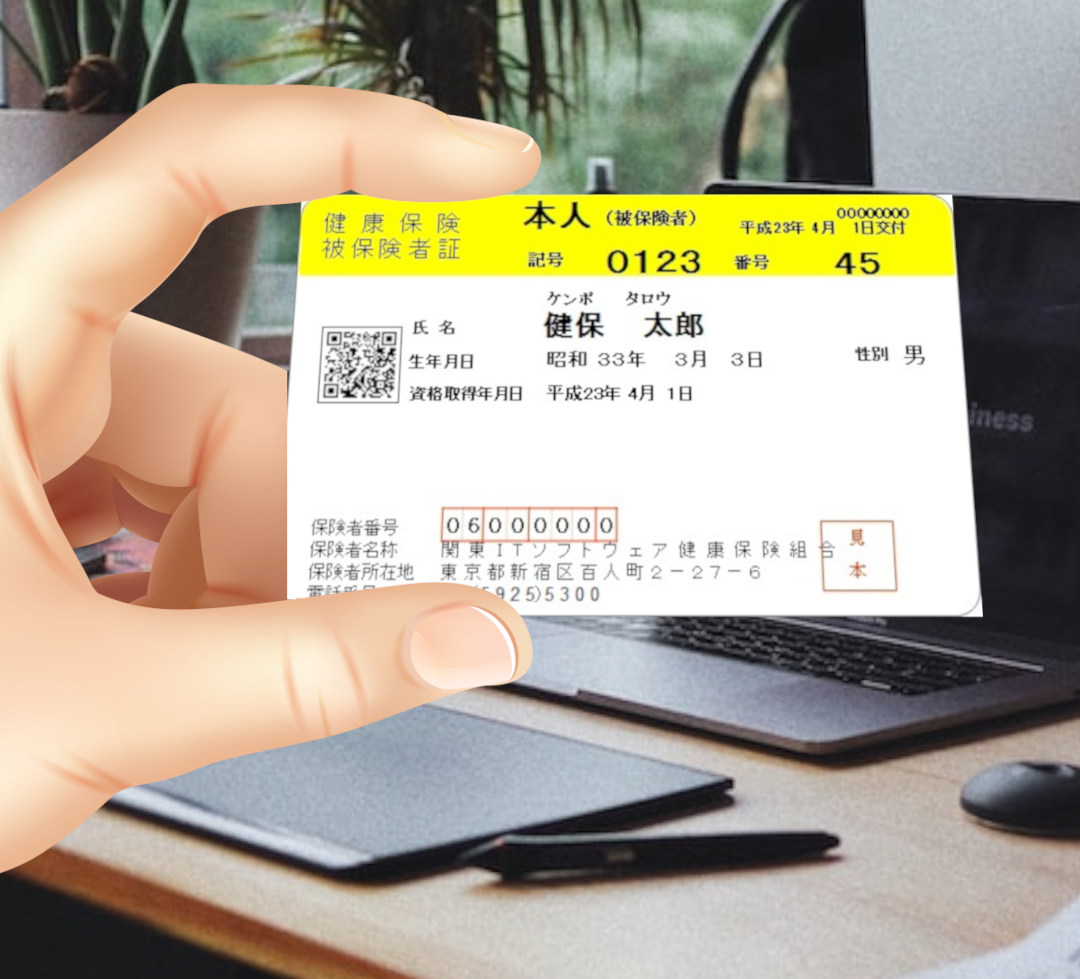 健康保険
被保険者証
本人（被保険者）
00000000
平成23年 4月 1日交付
記号 0123 番号 45
ケンポ タロウ
氏名 健保 太郎
生年月日 昭和 33年 3月 3日 性別 男
資格取得年月日 平成23年 4月 1日
保険者番号 06000000
保険者名称 関東ITソフトウェア健康保険組合
保険者所在地 東京都新宿区百人町2-27-6
5925)5300
見本
iness